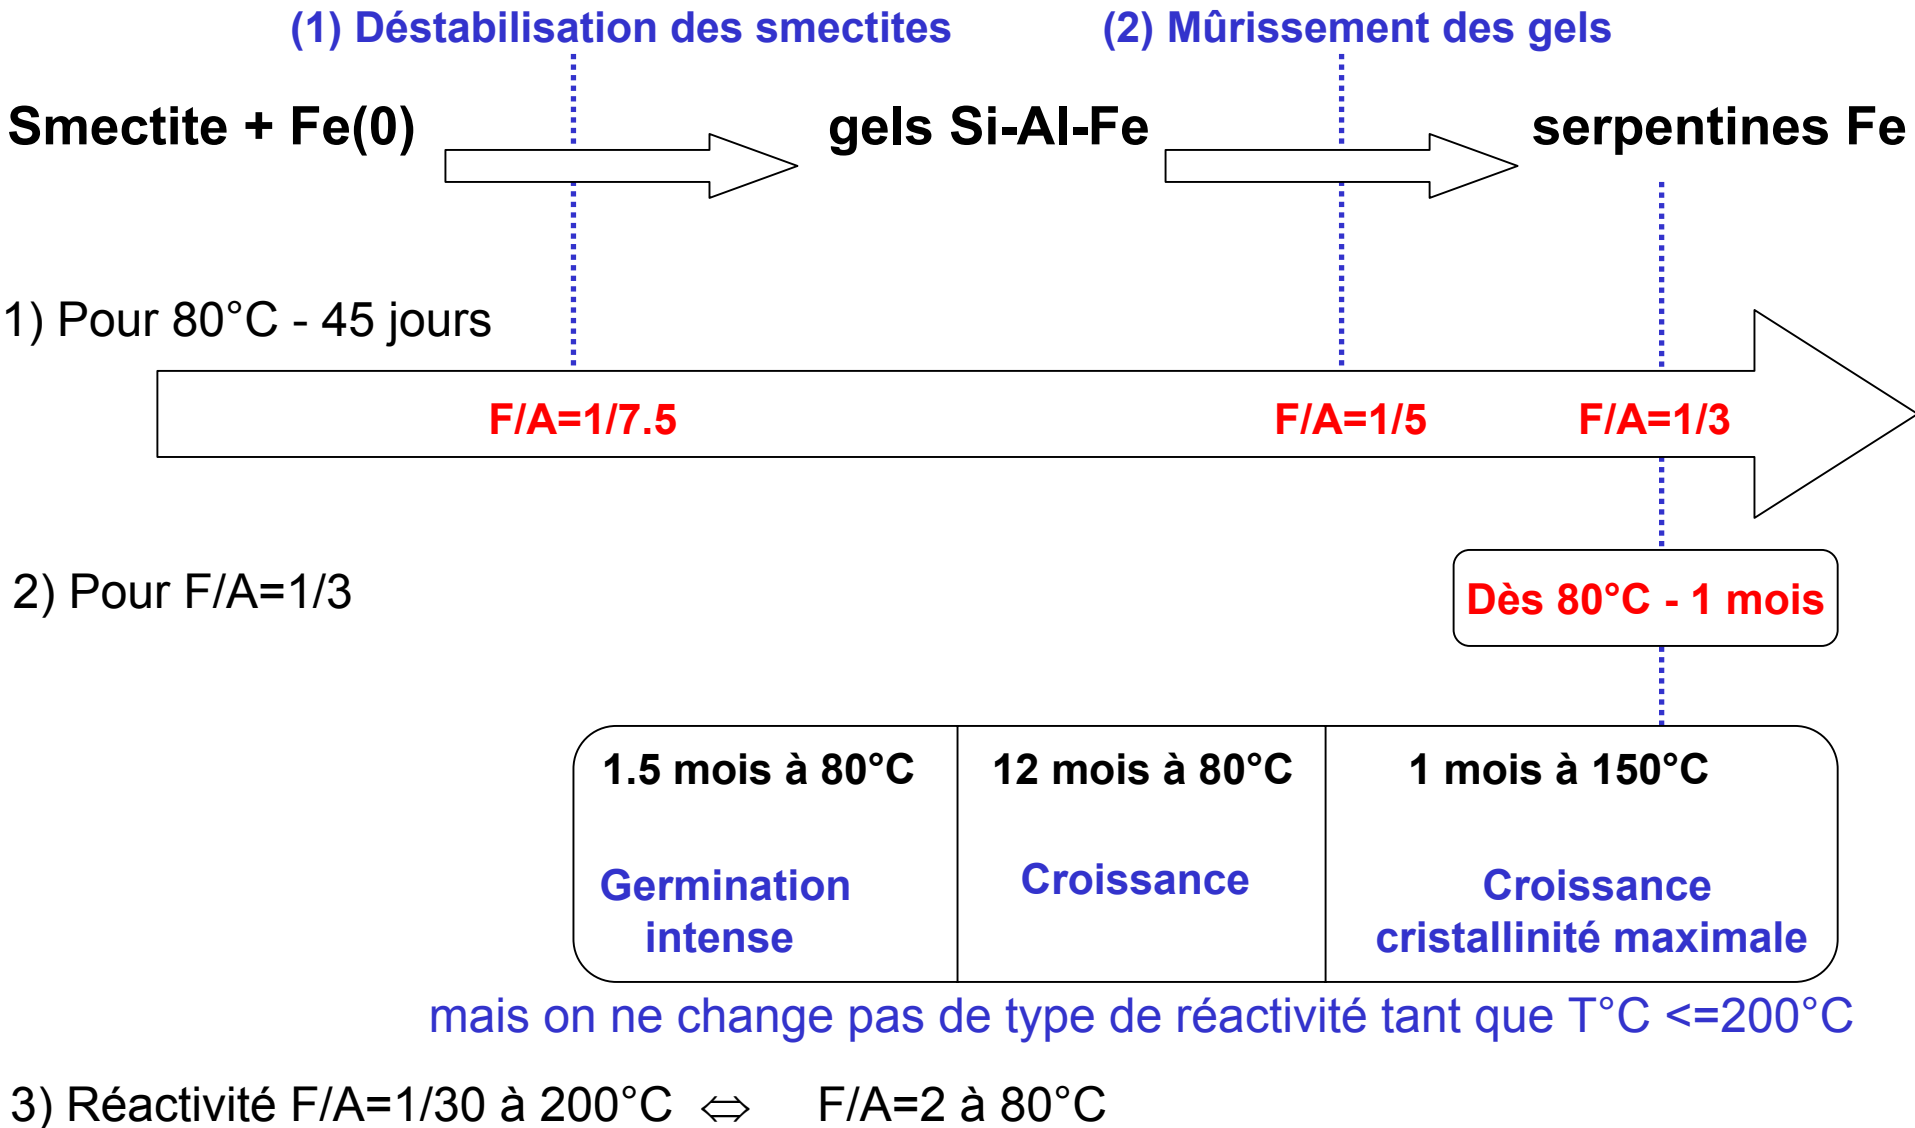 (1) Déstabilisation des smectites (2) Mûrissement des gels
Smectite + Fe(0) gels Si-Al-Fe serpentines Fe
1) Pour 80°C - 45 jours
F/A=1/7.5 F/A=1/5 F/A=1/3
2) Pour F/A=1/3
Dès 80°C - 1 mois
1.5 mois à 80°C 12 mois à 80°C 1 mois à 150°C
Germination
intense
Croissance
Croissance
cristallinité maximale
mais on ne change pas de type de réactivité tant que T°C <=200°C
3) Réactivité F/A=1/30 à 200°C ⇔ F/A=2 à 80°C